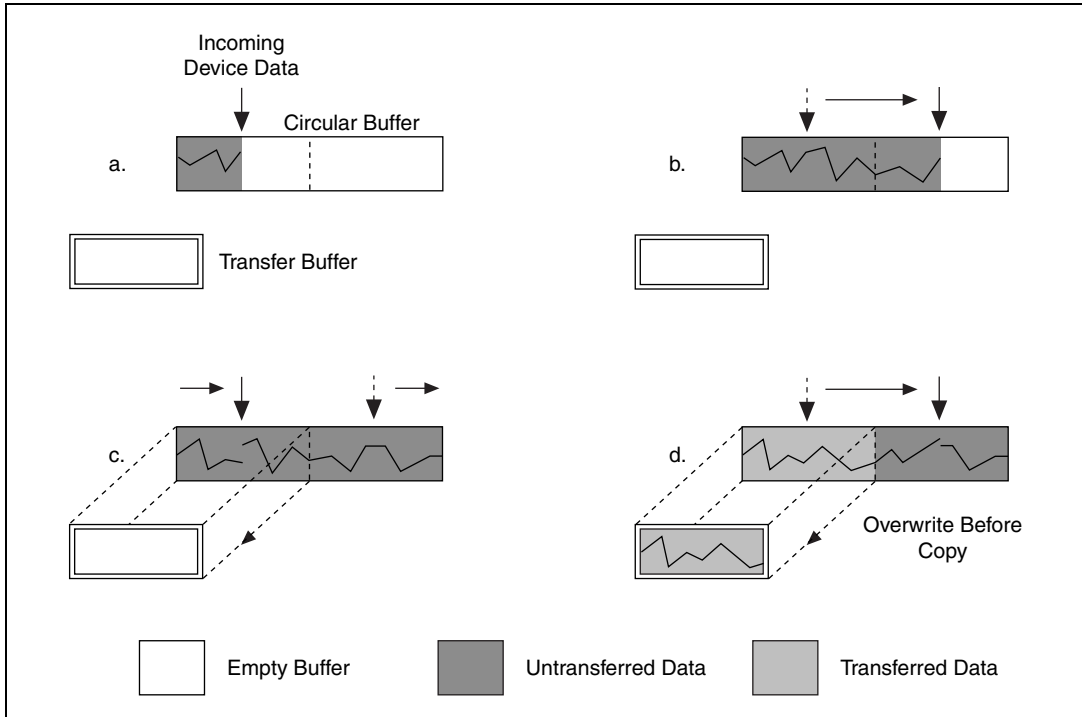 Incoming
Device Data
Circular Buffer
a.
b.
Transfer Buffer
c.
d.
Overwrite Before
Copy
Empty Buffer
Untransferred Data
Transferred Data